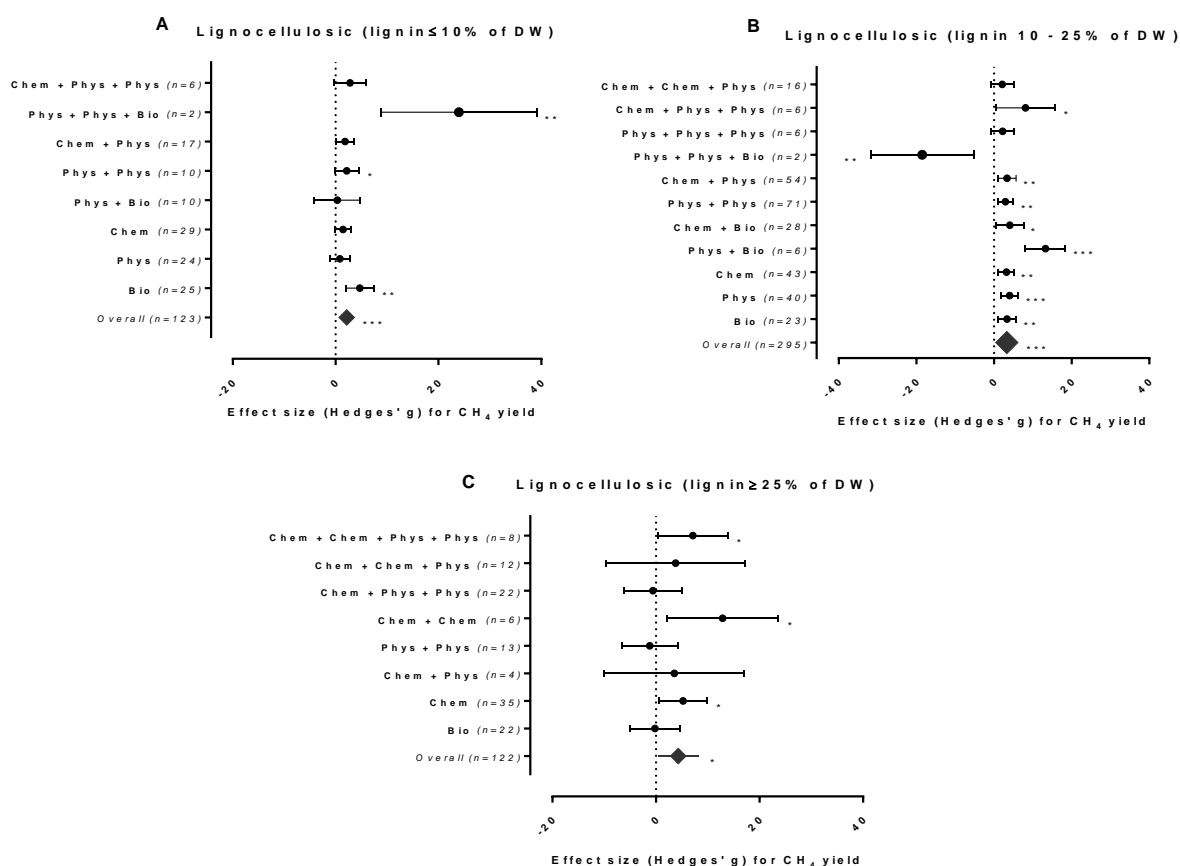 A Lignocellulosic (lignin ≤ 10% of DW)
Chem + Phys + Phys (n=6)
Phys + Phys + Bio (n=2)
**
Chem + Phys (n=17)
Phys + Phys (n=10)
*
Phys + Bio (n=10)
Chem (n=29)
Phys (n=24)
Bio (n=25)
**
Overall (n=123)
***
-20 0 20 40
Effect size (Hedges' g) for CH4 yield
B Lignocellulosic (lignin 10 - 25% of DW)
Chem + Chem + Phys (n=16)
Chem + Phys + Phys (n=6)
*
Phys + Phys + Phys (n=6)
Phys + Phys + Bio (n=2)
**
Chem + Phys (n=54)
**
Phys + Phys (n=71)
**
Chem + Bio (n=28)
*
Phys + Bio (n=6)
***
Chem (n=43)
**
Phys (n=40)
***
Bio (n=23)
**
Overall (n=295)
***
-40 -20 0 20 40
Effect size (Hedges' g) for CH4 yield
C Lignocellulosic (lignin ≥ 25% of DW)
Chem + Chem + Phys + Phys (n=8)
*
Chem + Chem + Phys (n=12)
Chem + Phys + Phys (n=22)
Chem + Chem (n=6)
*
Phys + Phys (n=13)
Chem + Phys (n=4)
Chem (n=35)
*
Bio (n=22)
Overall (n=122)
*
-20 0 20 40
Effect size (Hedges' g) for CH4 yield